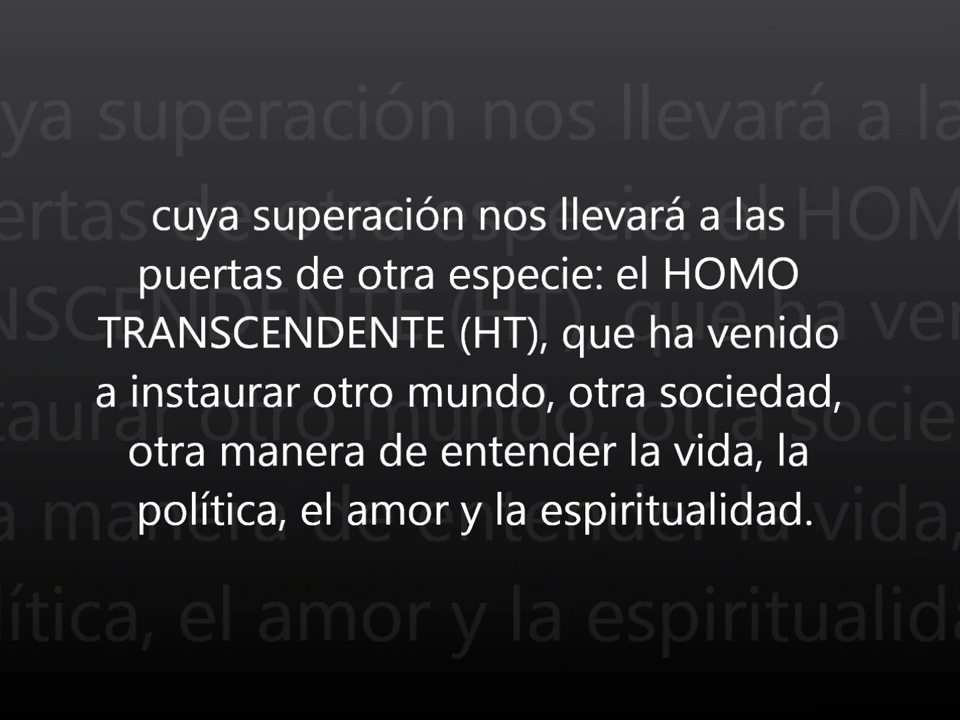 cuya superación nos llevará a las
puertas de otra especie: el HOMO
TRANSCENDENTE (HT), que ha venido
a instaurar otro mundo, otra sociedad,
otra manera de entender la vida, la
política, el amor y la espiritualidad.